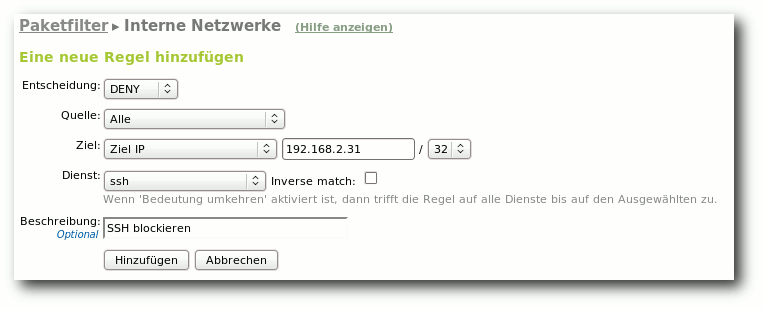 Paketfilter ▸ Interne Netzwerke (Hilfe anzeigen)
Eine neue Regel hinzufügen
Entscheidung: DENY
Quelle: Alle
Ziel: Ziel IP 192.168.2.31 / 32
Dienst: ssh Inverse match:
Wenn 'Bedeutung umkehren' aktiviert ist, dann trifft die Regel auf alle Dienste bis auf den Ausgewählten zu.
Beschreibung: SSH blockieren
Optional
Hinzufügen Abbrechen